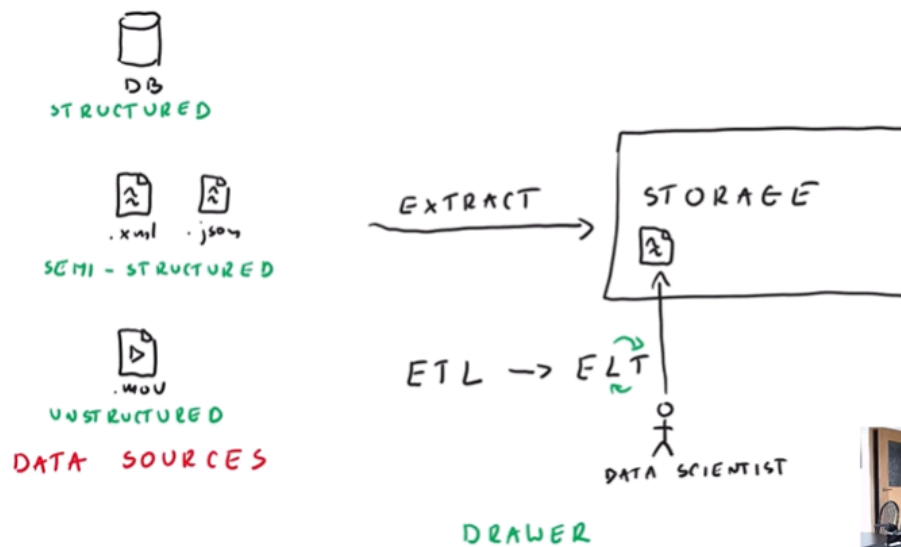 DB
STRUCTURED
.xml .json
SEMI-STRUCTURED
.mov
UNSTRUCTURED
DATA SOURCES
EXTRACT
STORAGE
ETL → ELT
DATA SCIENTIST
DRAWER